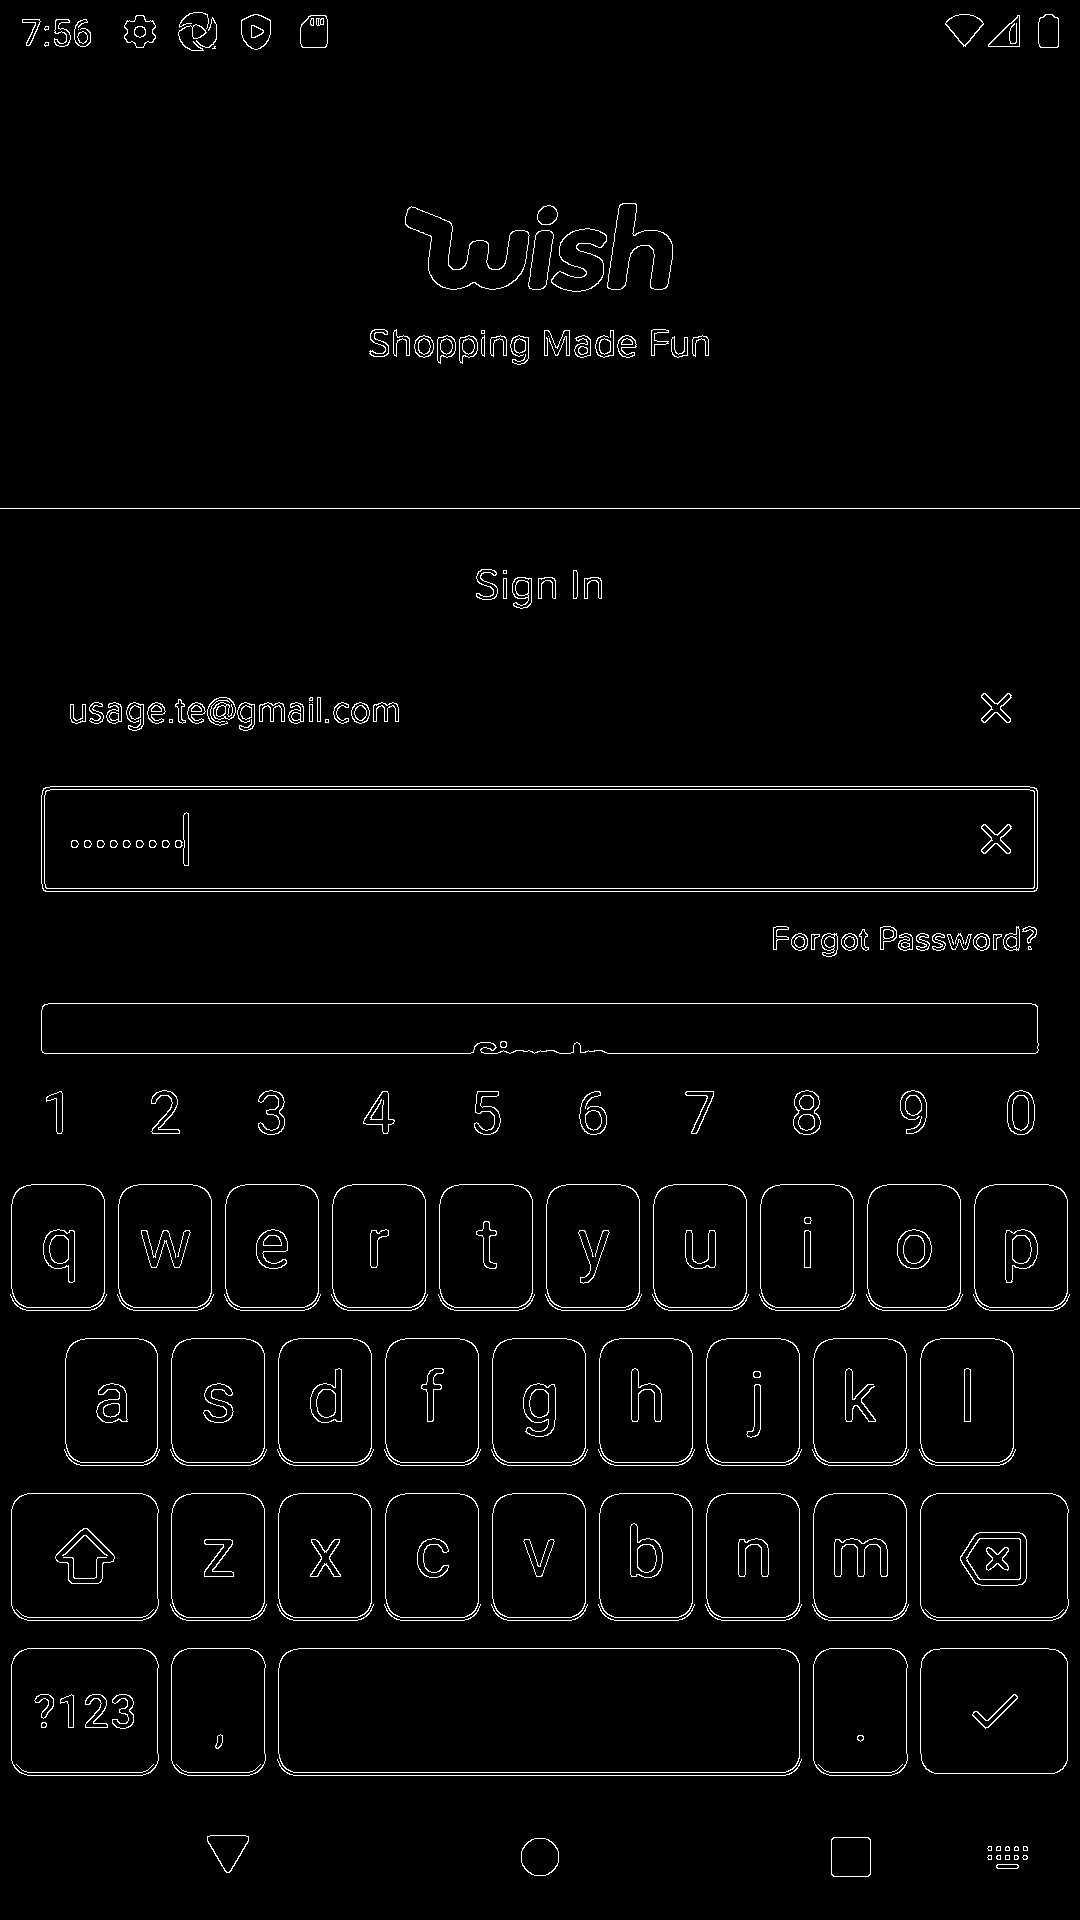 7:56
wish
Shopping Made Fun
Sign In
usage.te@gmail.com
•••••••••
Forgot Password?
1 2 3 4 5 6 7 8 9 0
q w e r t y u i o p
a s d f g h j k l
z x c v b n m
?123 , .